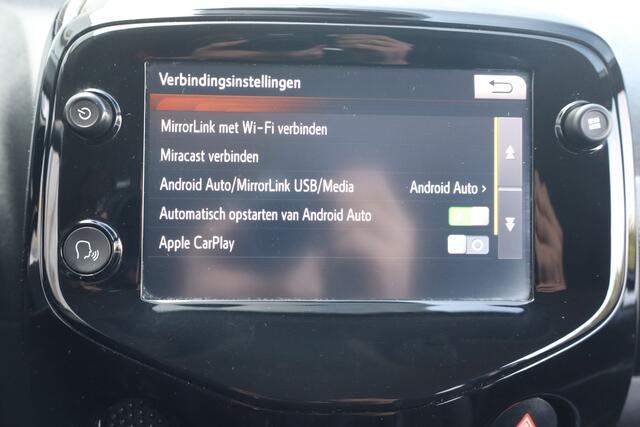 Verbindingsinstellingen
MirrorLink met Wi-Fi verbinden
Miracast verbinden
Android Auto/MirrorLink USB/Media Android Auto ›
Automatisch opstarten van Android Auto
Apple CarPlay